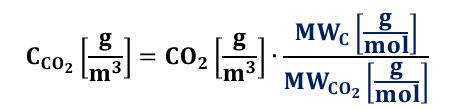 C_CO₂ [g/m³] = CO₂ [g/m³] · MW_C [g/mol] / MW_CO₂ [g/mol]